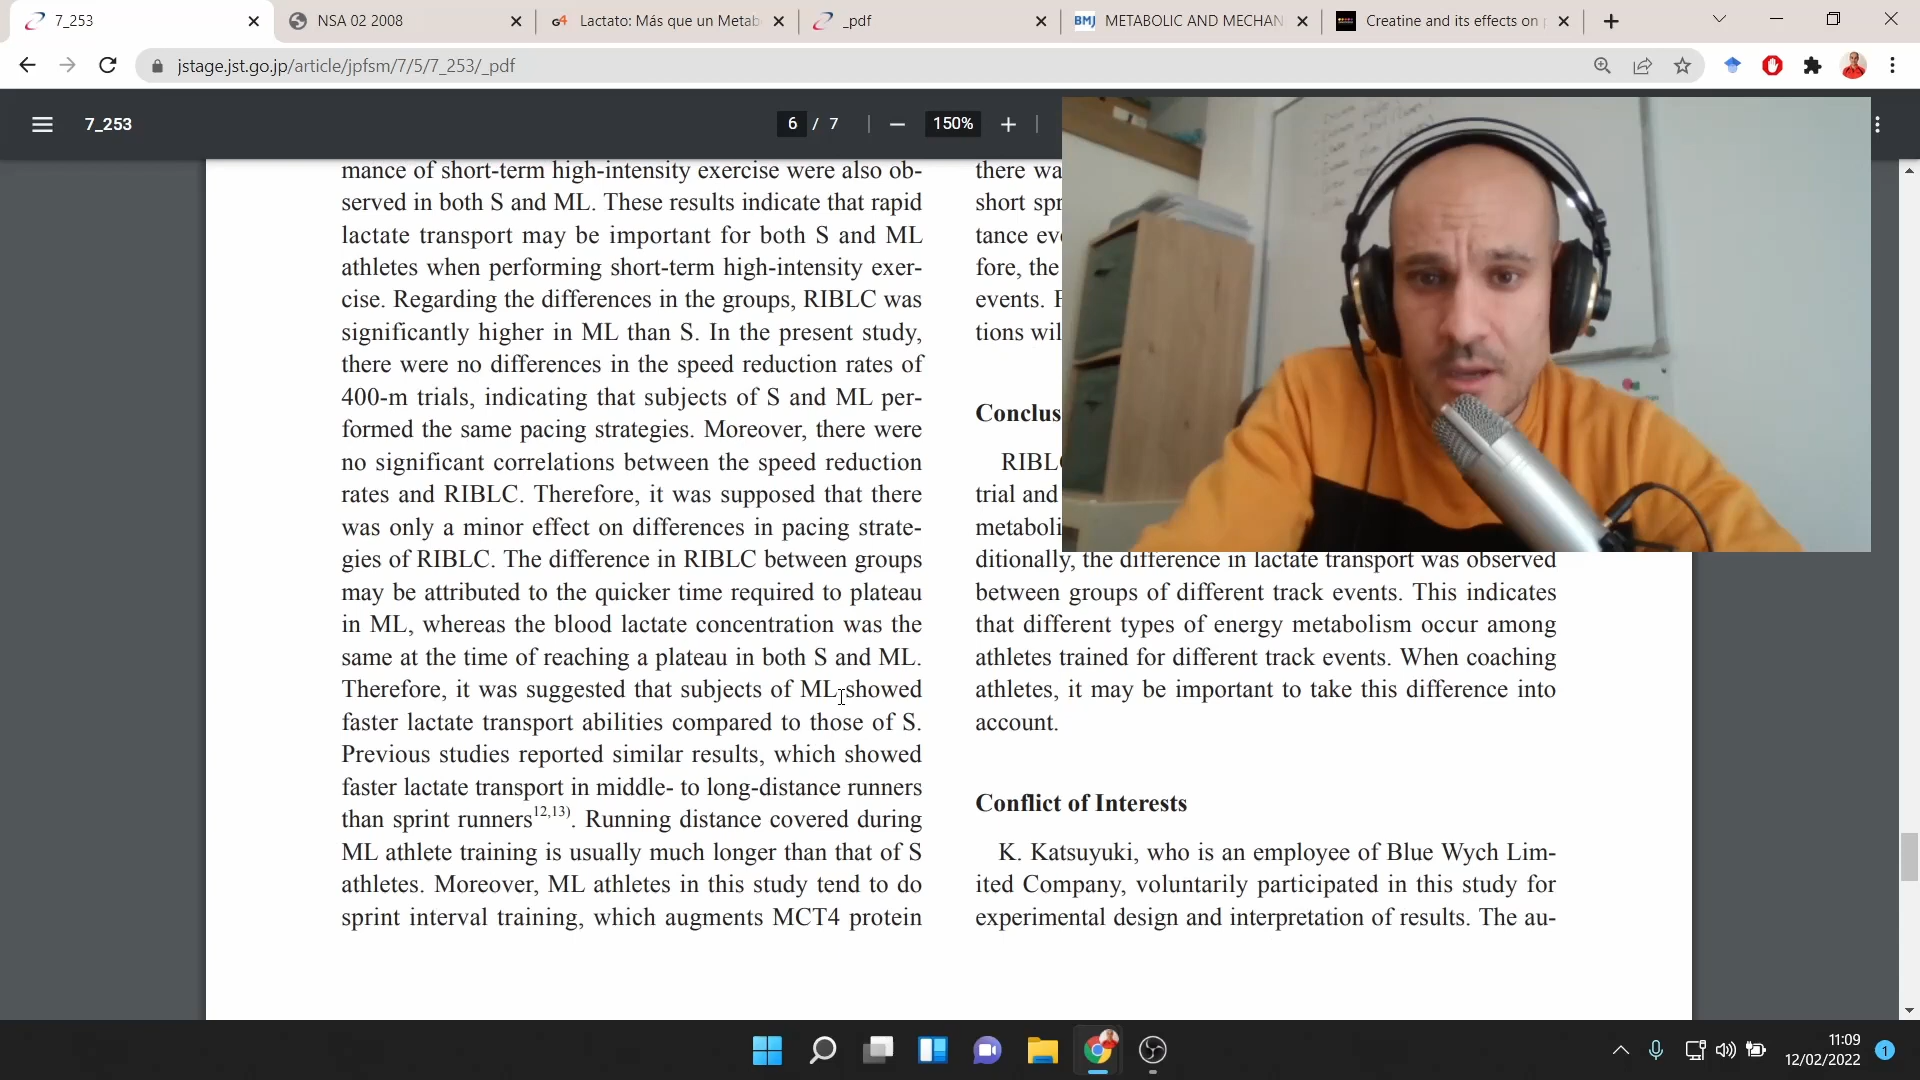 7_253
NSA 02 2008
Lactato: Más que un Metab
_pdf
BMJ METABOLIC AND MECHAN
Creatine and its effects on
jstage.jst.go.jp/article/jpfsm/7/5/7_253/_pdf
7_253
6 / 7
150%
mance of short-term high-intensity exercise were also ob-
served in both S and ML. These results indicate that rapid
lactate transport may be important for both S and ML
athletes when performing short-term high-intensity exer-
cise. Regarding the differences in the groups, RIBLC was
significantly higher in ML than S. In the present study,
there were no differences in the speed reduction rates of
400-m trials, indicating that subjects of S and ML per-
formed the same pacing strategies. Moreover, there were
no significant correlations between the speed reduction
rates and RIBLC. Therefore, it was supposed that there
was only a minor effect on differences in pacing strate-
gies of RIBLC. The difference in RIBLC between groups
may be attributed to the quicker time required to plateau
in ML, whereas the blood lactate concentration was the
same at the time of reaching a plateau in both S and ML.
Therefore, it was suggested that subjects of ML showed
faster lactate transport abilities compared to those of S.
Previous studies reported similar results, which showed
faster lactate transport in middle- to long-distance runners
than sprint runners12,13). Running distance covered during
ML athlete training is usually much longer than that of S
athletes. Moreover, ML athletes in this study tend to do
sprint interval training, which augments MCT4 protein
there wa
short spr
tance ev
fore, the
events. F
tions wil
Conclus
RIBL
trial and
metaboli
ditionally, the difference in lactate transport was observed
between groups of different track events. This indicates
that different types of energy metabolism occur among
athletes trained for different track events. When coaching
athletes, it may be important to take this difference into
account.
Conflict of Interests
K. Katsuyuki, who is an employee of Blue Wych Lim-
ited Company, voluntarily participated in this study for
experimental design and interpretation of results. The au-
11:09
12/02/2022
1